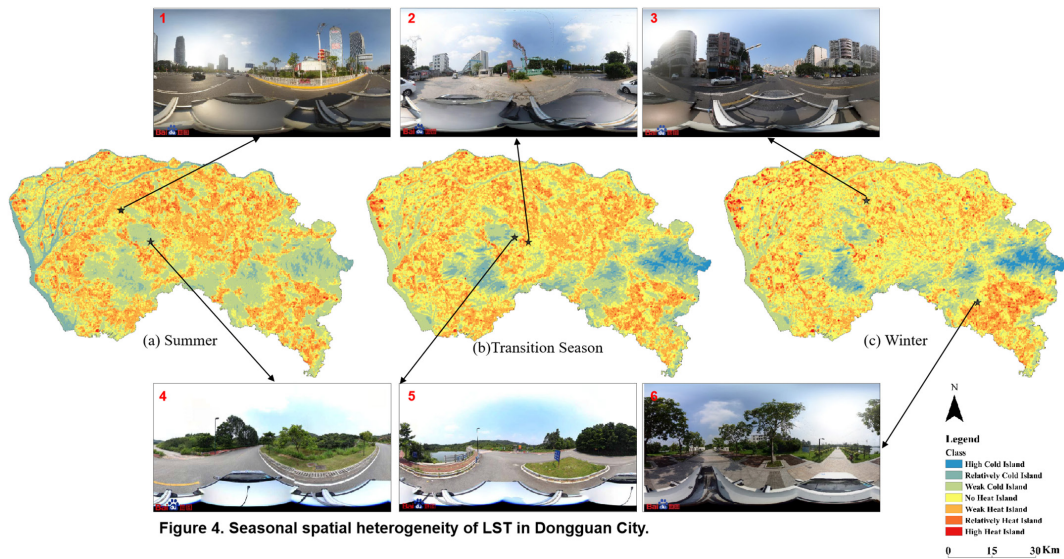 1
2
3
(a) Summer
(b)Transition Season
(c) Winter
4
5
6
N
Legend
Class
High Cold Island
Relatively Cold Island
Weak Cold Island
No Heat Island
Weak Heat Island
Relatively Heat Island
High Heat Island
0 15 30 Km
Figure 4. Seasonal spatial heterogeneity of LST in Dongguan City.